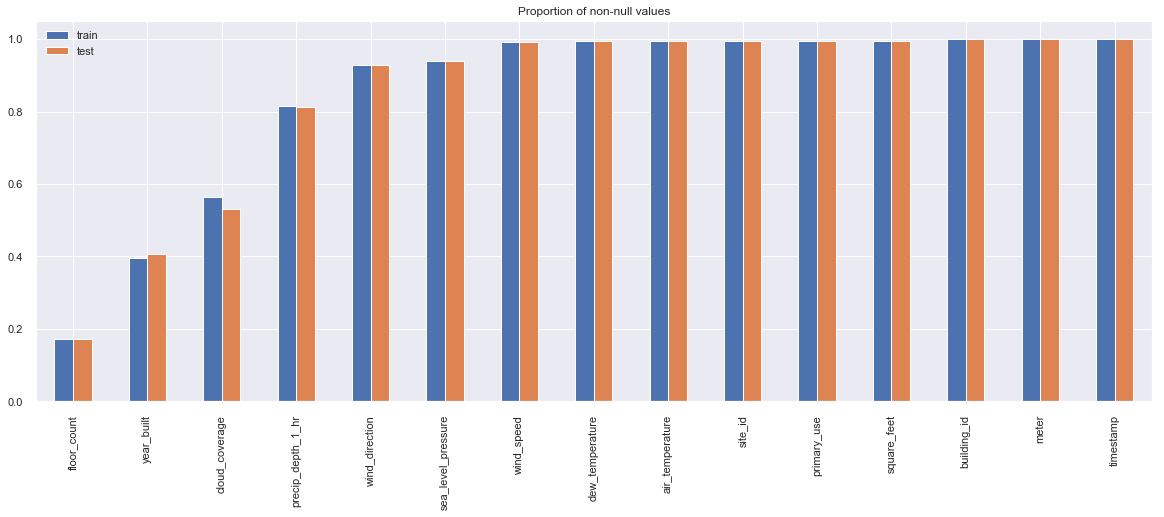 Proportion of non-null values
train
test
1.0
0.8
0.6
0.4
0.2
0.0
floor_count
year_built
cloud_coverage
precip_depth_1_hr
wind_direction
sea_level_pressure
wind_speed
dew_temperature
air_temperature
site_id
primary_use
square_feet
building_id
meter
timestamp